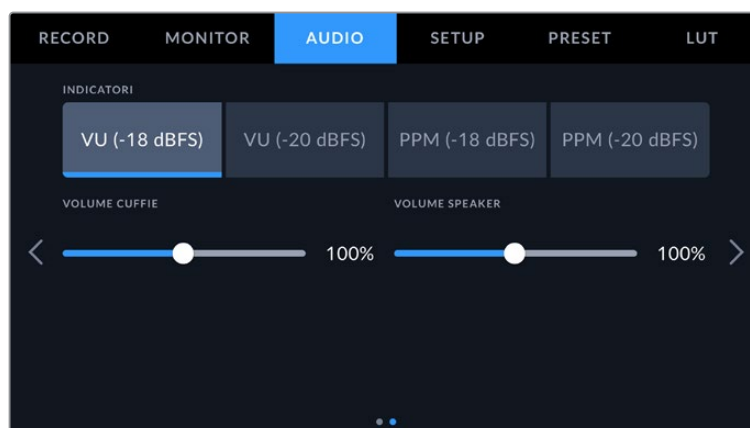 RECORD MONITOR AUDIO SETUP PRESET LUT
INDICATORI
VU (-18 dBFS) VU (-20 dBFS) PPM (-18 dBFS) PPM (-20 dBFS)
VOLUME CUFFIE VOLUME SPEAKER
100% 100%